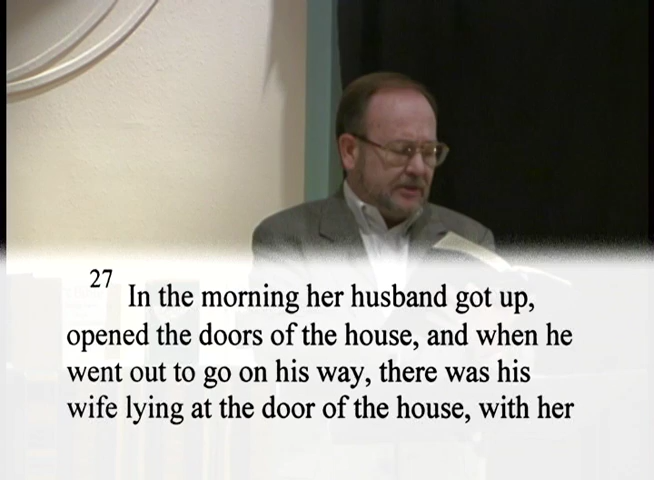 27 In the morning her husband got up,
opened the doors of the house, and when he
went out to go on his way, there was his
wife lying at the door of the house, with her